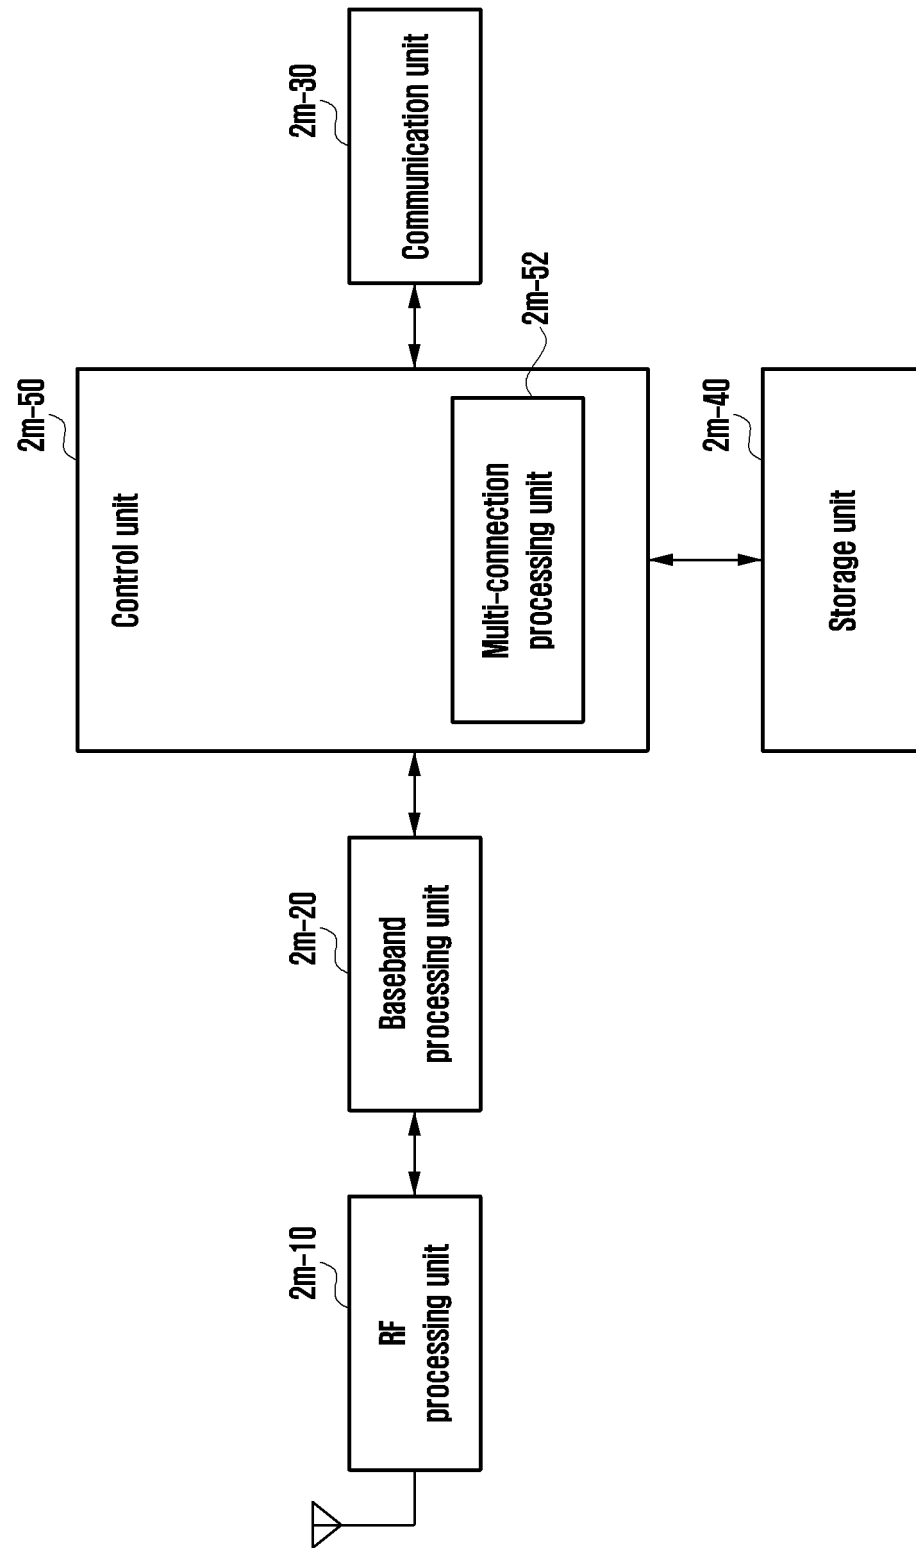 2m-10
RF
processing unit
2m-20
Baseband
processing unit
2m-50
Control unit
2m-52
Multi-connection
processing unit
2m-30
Communication unit
2m-40
Storage unit